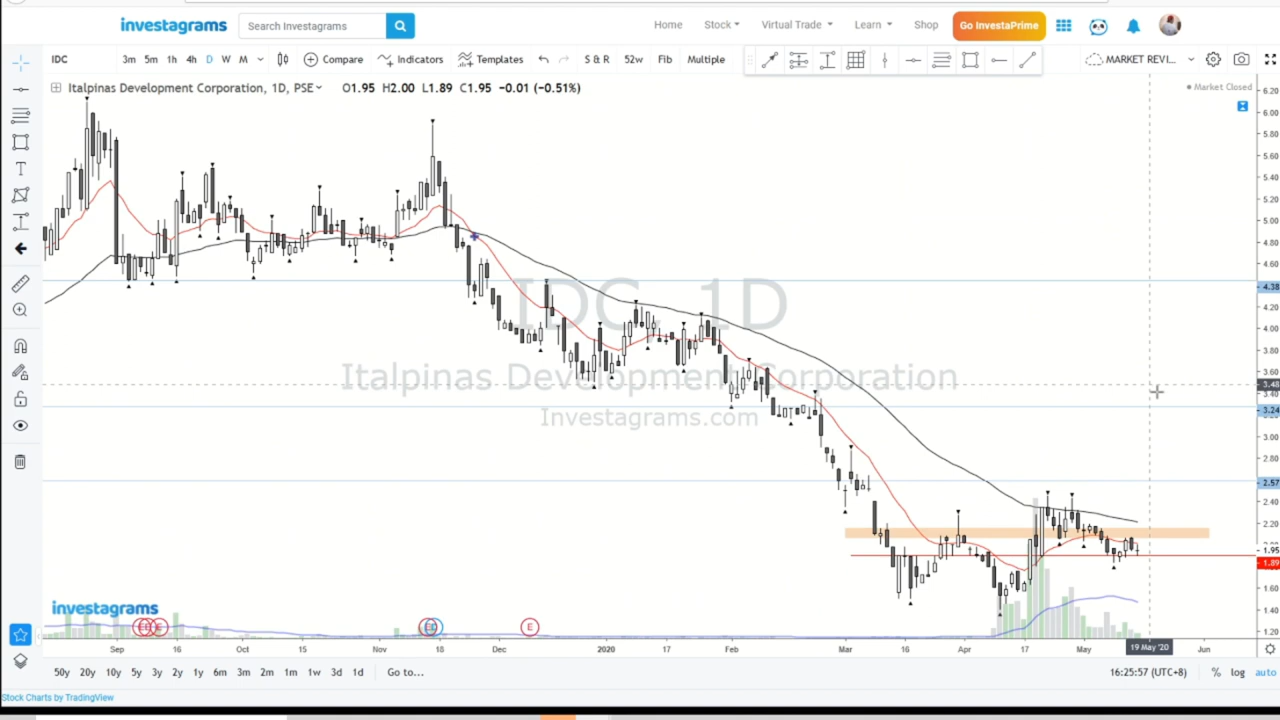 investagrams
Search Investagrams
Home
Stock
Virtual Trade
Learn
Shop
Go InvestaPrime
IDC
3m 5m 1h 4h D W
Compare
Indicators
Templates
S & R
52w
Fib
Multiple
MARKET REVI...
Italpinas Development Corporation, 1D, PSE O1.95 H2.00 L1.89 C1.95 −0.01 (−0.51%)
Market Closed
6.20
6.00
5.80
5.60
5.40
5.20
5.00
4.80
4.60
4.38
4.20
4.00
3.80
3.60
3.48
3.40
3.24
3.00
2.80
2.57
2.40
2.20
1.95
1.89
1.60
1.40
1.20
IDC, 1D
Italpinas Development Corporation
Investagrams.com
investagrams
E E E E E
Sep 16 Oct 15 Nov 18 Dec 2020 17 Feb Mar 16 Apr 17 May 19 May '20 Jun
50y 20y 10y 5y 3y 2y 1y 6m 3m 2m 1m 1w 3d 1d Go to...
16:25:57 (UTC+8)
% log auto
Stock Charts by TradingView